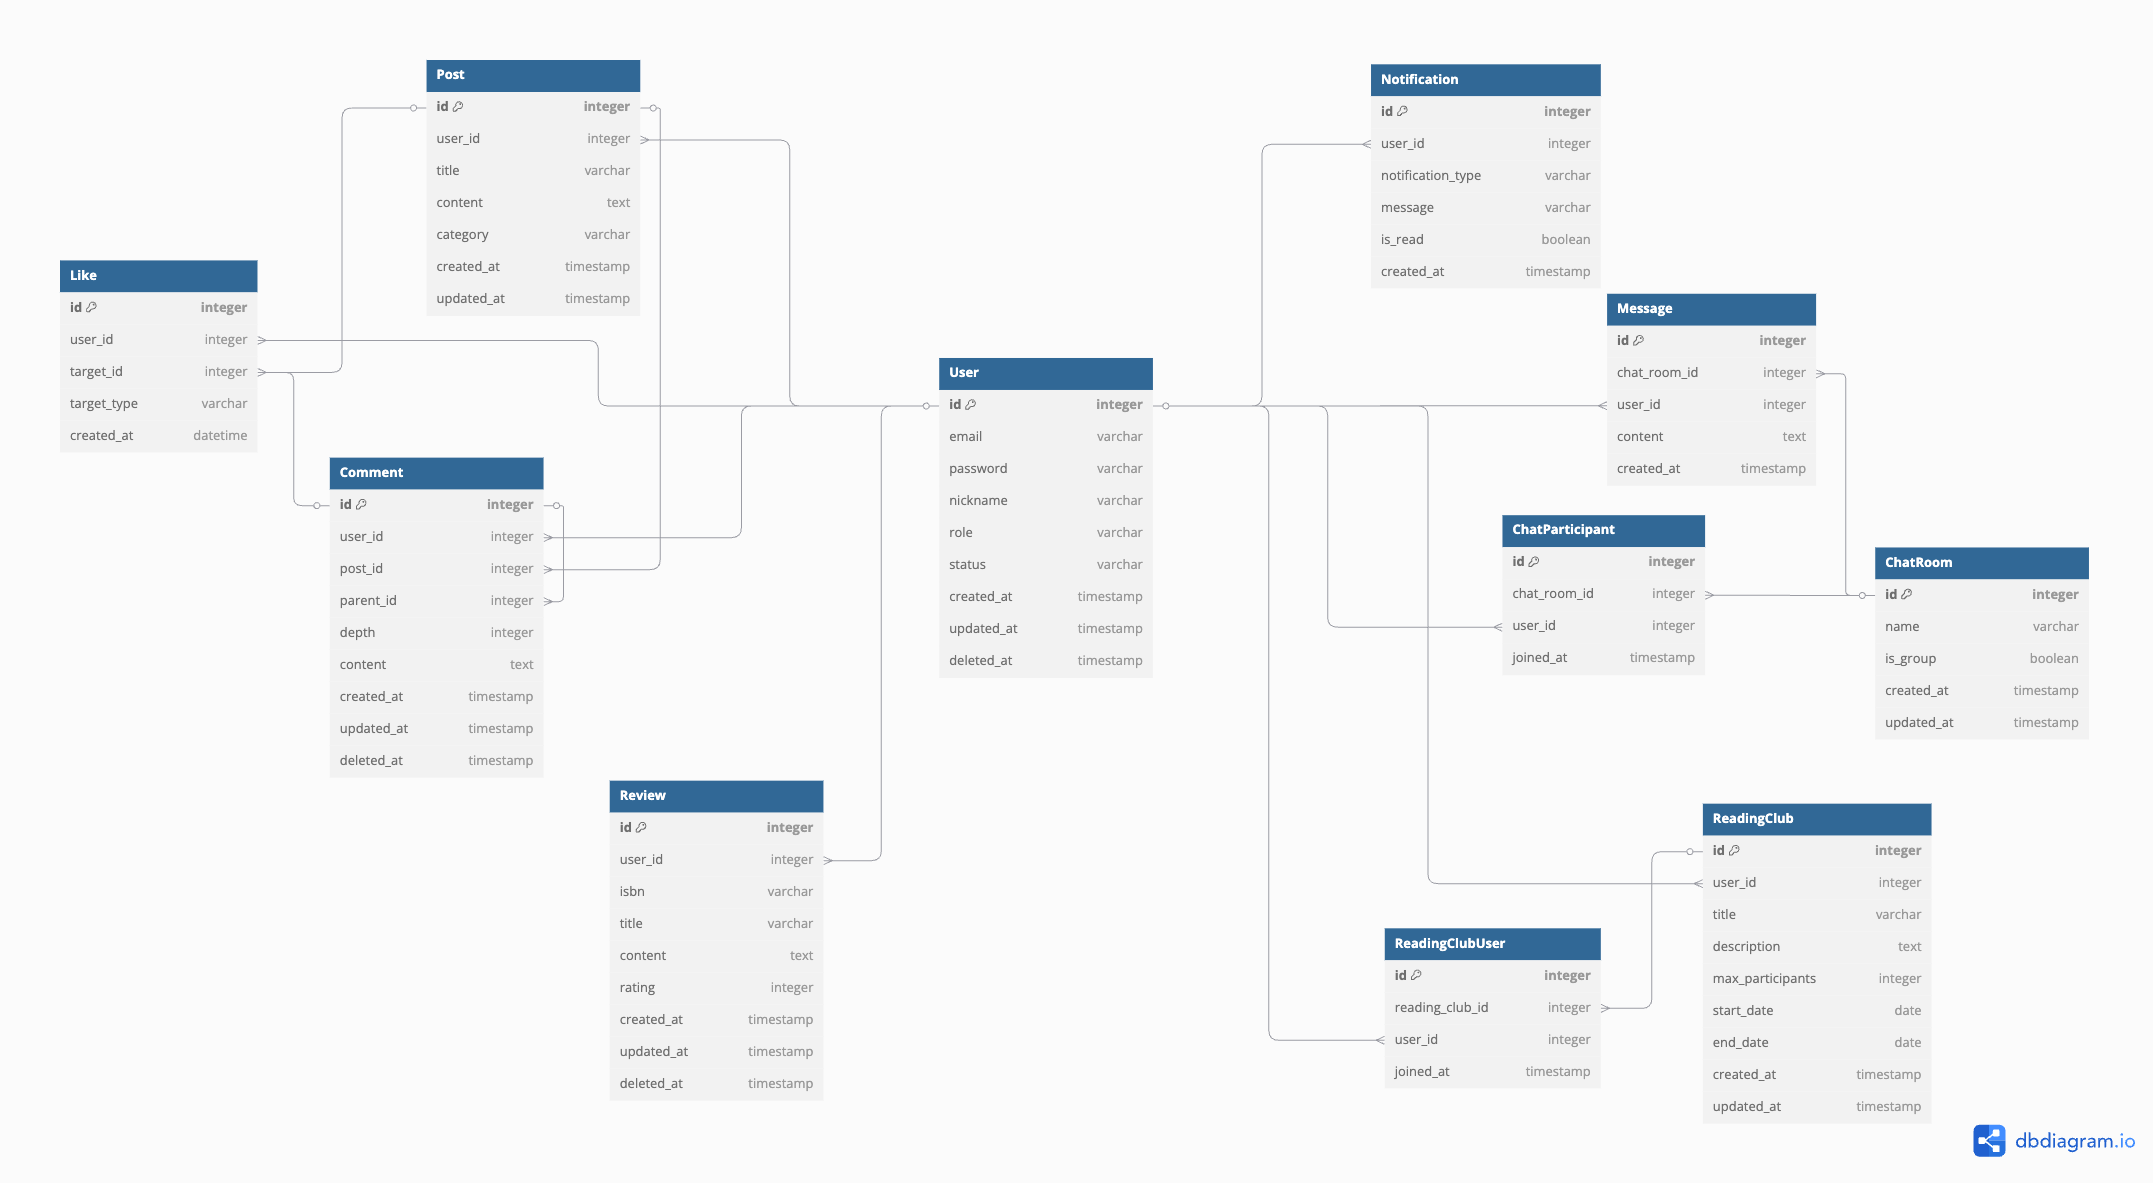 Post
id integer
user_id integer
title varchar
content text
category varchar
created_at timestamp
updated_at timestamp
Like
id integer
user_id integer
target_id integer
target_type varchar
created_at datetime
Comment
id integer
user_id integer
post_id integer
parent_id integer
depth integer
content text
created_at timestamp
updated_at timestamp
deleted_at timestamp
Review
id integer
user_id integer
isbn varchar
title varchar
content text
rating integer
created_at timestamp
updated_at timestamp
deleted_at timestamp
User
id integer
email varchar
password varchar
nickname varchar
role varchar
status varchar
created_at timestamp
updated_at timestamp
deleted_at timestamp
Notification
id integer
user_id integer
notification_type varchar
message varchar
is_read boolean
created_at timestamp
Message
id integer
chat_room_id integer
user_id integer
content text
created_at timestamp
ChatParticipant
id integer
chat_room_id integer
user_id integer
joined_at timestamp
ChatRoom
id integer
name varchar
is_group boolean
created_at timestamp
updated_at timestamp
ReadingClub
id integer
user_id integer
title varchar
description text
max_participants integer
start_date date
end_date date
created_at timestamp
updated_at timestamp
ReadingClubUser
id integer
reading_club_id integer
user_id integer
joined_at timestamp
dbdiagram.io